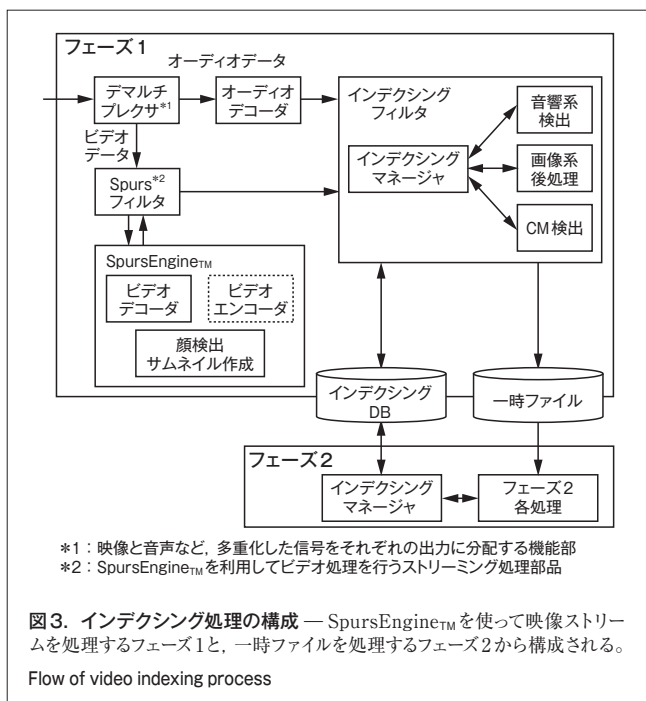 フェーズ1
オーディオデータ
デマルチ
プレクサ*1
オーディオ
デコーダ
ビデオ
データ
Spurs*2
フィルタ
SpursEngine™
ビデオ
デコーダ
ビデオ
エンコーダ
顔検出
サムネイル作成
インデクシング
フィルタ
インデクシング
マネージャ
音響系
検出
画像系
後処理
CM検出
インデクシング
DB
一時ファイル
フェーズ2
インデクシング
マネージャ
フェーズ2
各処理
*1:映像と音声など,多重化した信号をそれぞれの出力に分配する機能部
*2:SpursEngine™を利用してビデオ処理を行うストリーミング処理部品
図3.インデクシング処理の構成 — SpursEngine™を使って映像ストリー
ムを処理するフェーズ1と,一時ファイルを処理するフェーズ2から構成される。
Flow of video indexing process